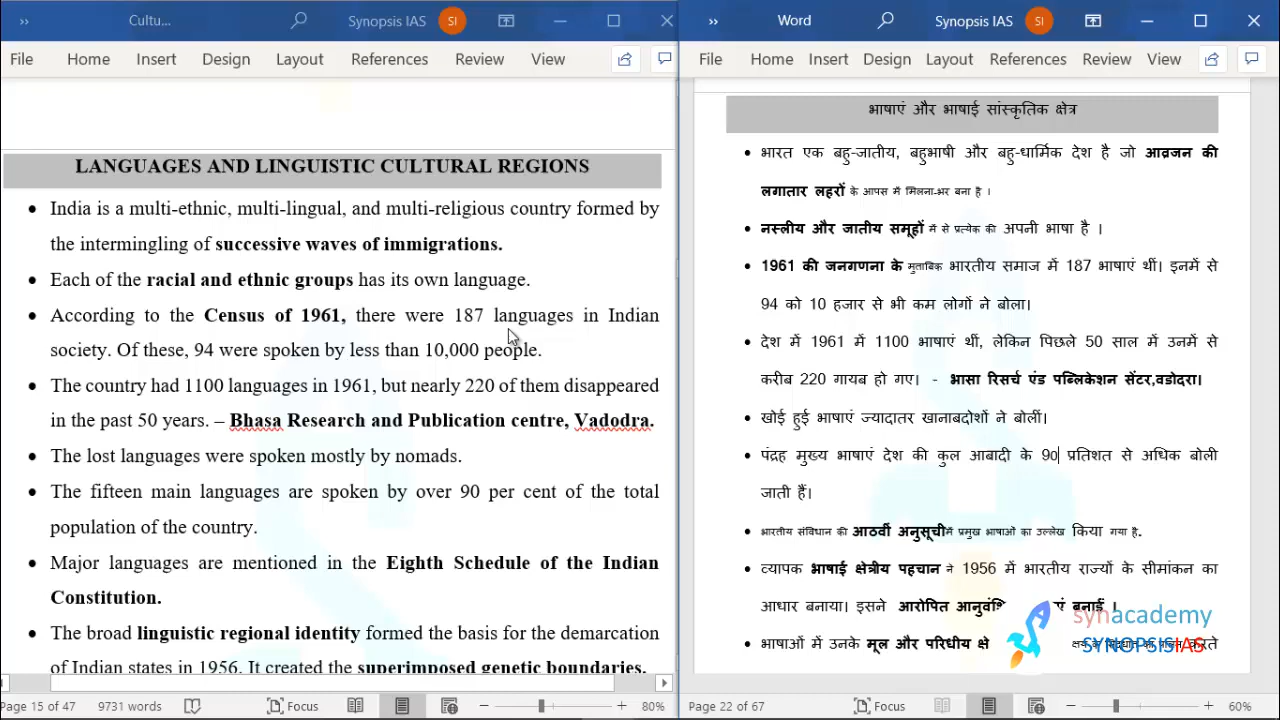 Cultu...
Synopsis IAS
SI
File Home Insert Design Layout References Review View
LANGUAGES AND LINGUISTIC CULTURAL REGIONS
• India is a multi-ethnic, multi-lingual, and multi-religious country formed by
the intermingling of successive waves of immigrations.
• Each of the racial and ethnic groups has its own language.
• According to the Census of 1961, there were 187 languages in Indian
society. Of these, 94 were spoken by less than 10,000 people.
• The country had 1100 languages in 1961, but nearly 220 of them disappeared
in the past 50 years. – Bhasa Research and Publication centre, Vadodra.
• The lost languages were spoken mostly by nomads.
• The fifteen main languages are spoken by over 90 per cent of the total
population of the country.
• Major languages are mentioned in the Eighth Schedule of the Indian
Constitution.
• The broad linguistic regional identity formed the basis for the demarcation
of Indian states in 1956. It created the superimposed genetic boundaries.
Page 15 of 47 9731 words Focus 80%
Word
Synopsis IAS
SI
File Home Insert Design Layout References Review View
भाषाएं और भाषाई सांस्कृतिक क्षेत्र
• भारत एक बहु-जातीय, बहुभाषी और बहु-धार्मिक देश है जो आव्रजन की
लगातार लहरों के आपस में मिलना-भर बना है ।
• नस्लीय और जातीय समूहों में से प्रत्येक की अपनी भाषा है ।
• 1961 की जनगणना के मुताबिक भारतीय समाज में 187 भाषाएं थीं। इनमें से
94 को 10 हजार से भी कम लोगों ने बोला।
• देश में 1961 में 1100 भाषाएं थीं, लेकिन पिछले 50 साल में उनमें से
करीब 220 गायब हो गए। - भासा रिसर्च एंड पब्लिकेशन सेंटर,वडोदरा।
• खोई हुई भाषाएं ज्यादातर खानाबदोशों ने बोलीं।
• पंद्रह मुख्य भाषाएं देश की कुल आबादी के 90 प्रतिशत से अधिक बोली
जाती हैं।
• भारतीय संविधान की आठवीं अनुसूची में प्रमुख भाषाओं का उल्लेख किया गया है.
• व्यापक भाषाई क्षेत्रीय पहचान ने 1956 में भारतीय राज्यों के सीमांकन का
आधार बनाया। इसने आरोपित बनाईं ।
• भाषाओं में उनके मूल और परिधीय करते
synacademy
SYNOPSISIAS
Page 22 of 67 Focus 60%